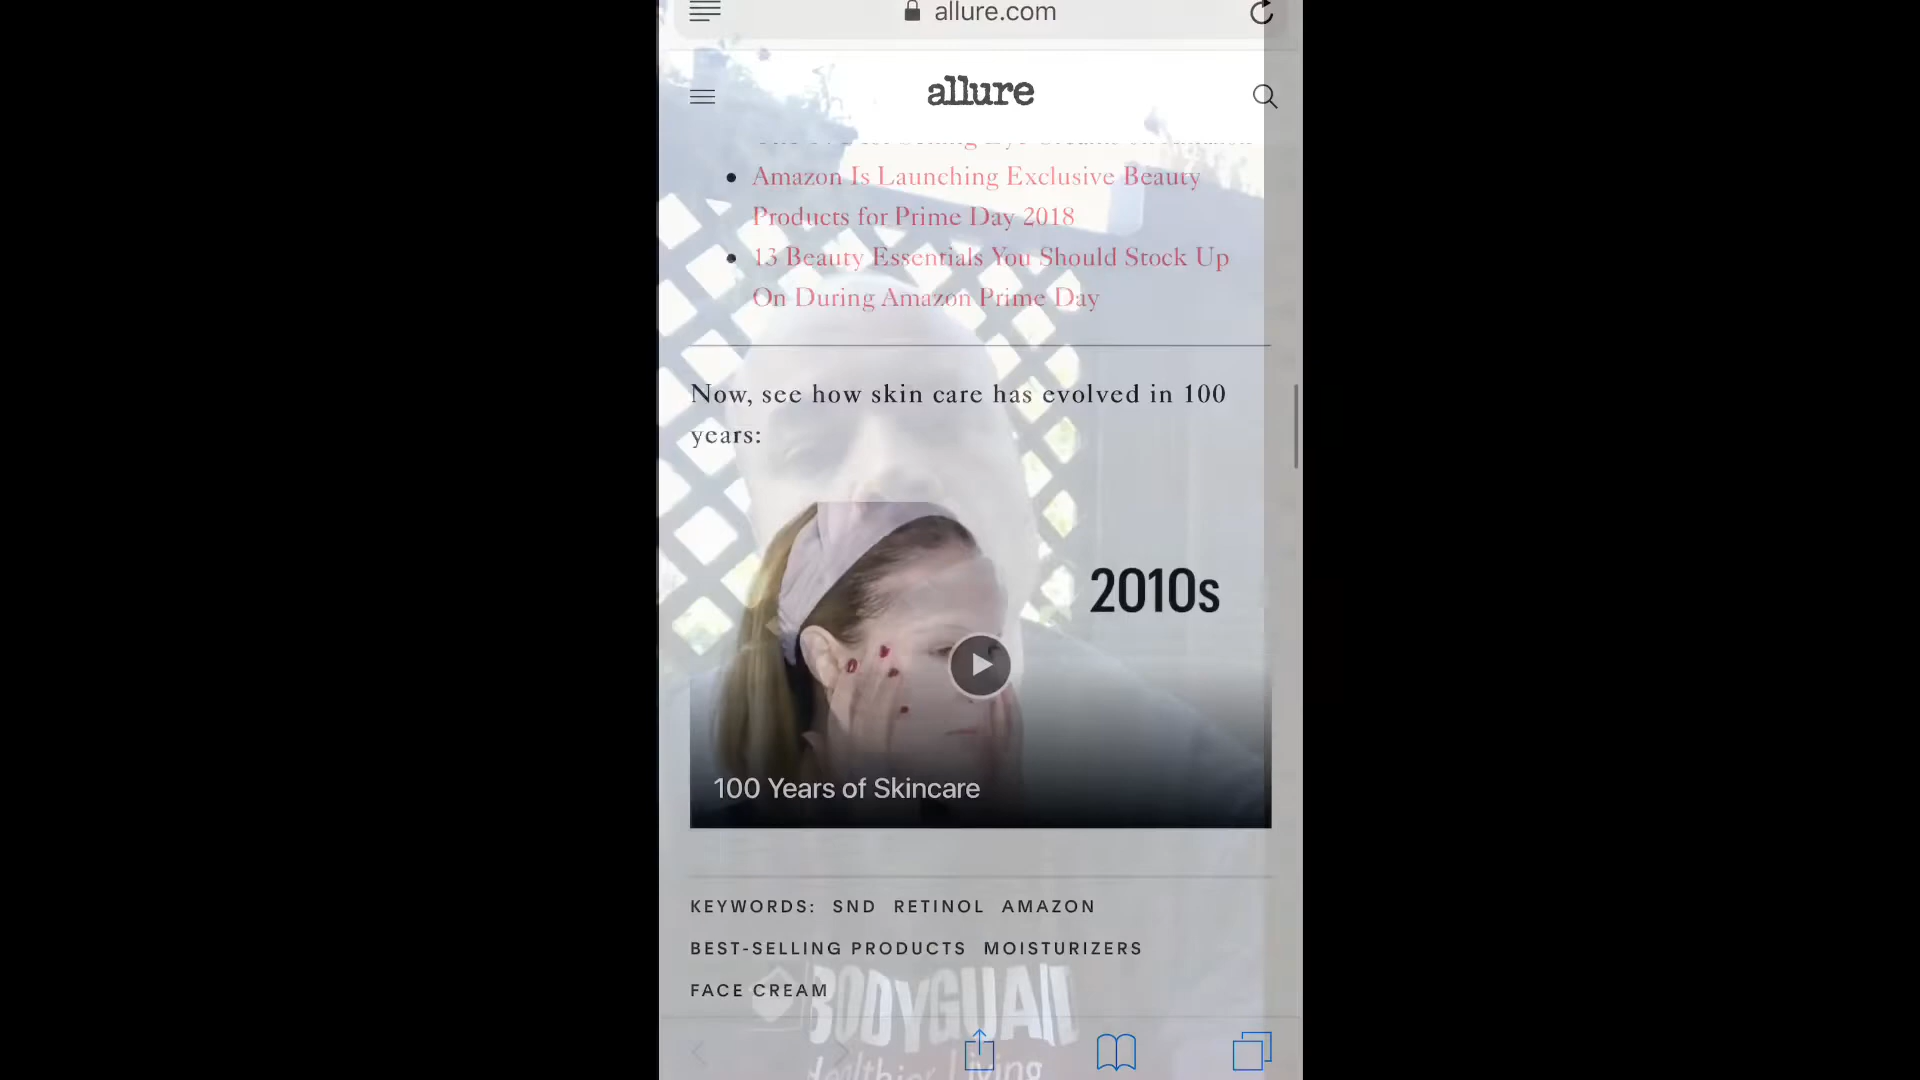 allure.com
allure
Amazon Is Launching Exclusive Beauty
Products for Prime Day 2018
13 Beauty Essentials You Should Stock Up
On During Amazon Prime Day
Now, see how skin care has evolved in 100
years:
2010s
100 Years of Skincare
KEYWORDS: SND RETINOL AMAZON
BEST-SELLING PRODUCTS MOISTURIZERS
FACE CREAM
Living